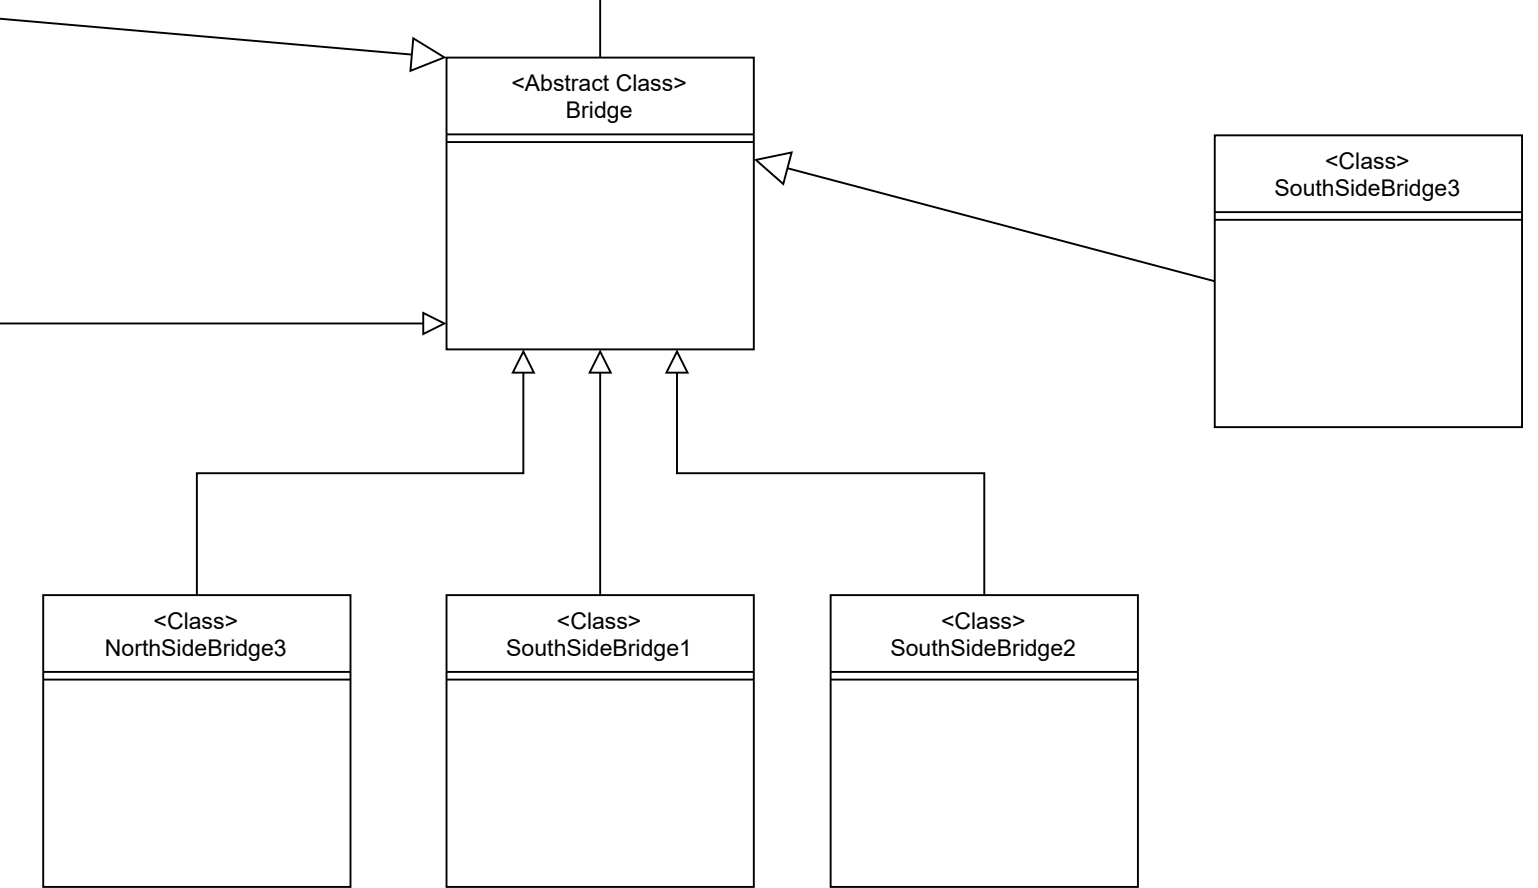 <Abstract Class>
Bridge
<Class>
SouthSideBridge3
<Class>
NorthSideBridge3
<Class>
SouthSideBridge1
<Class>
SouthSideBridge2